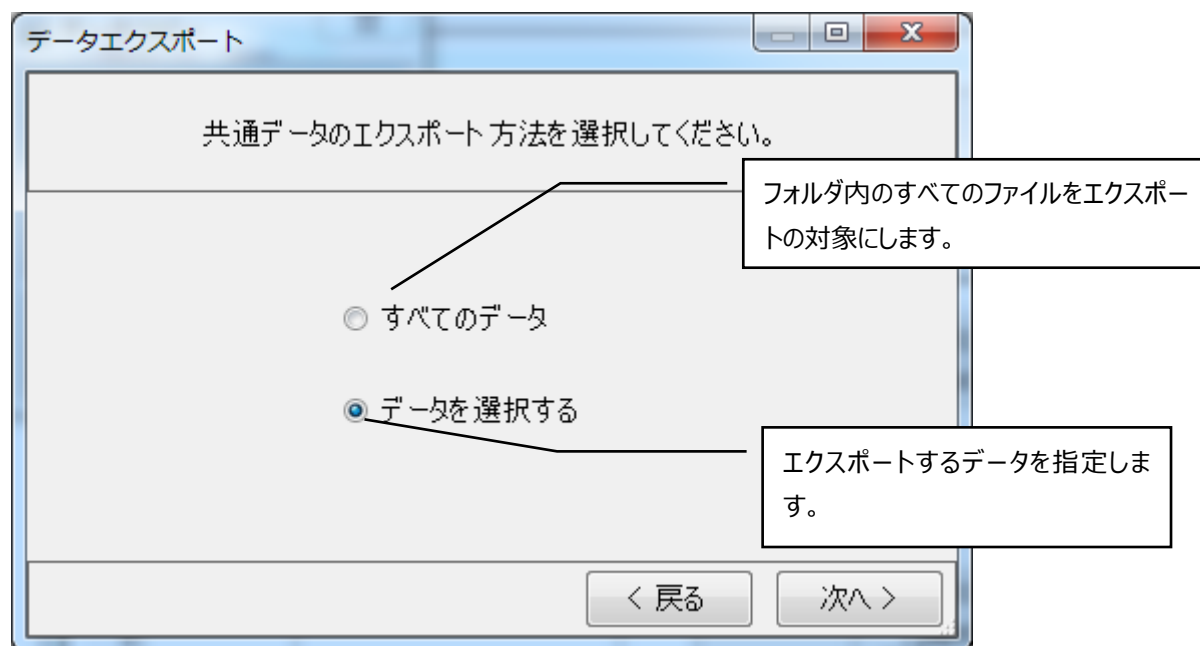 データエクスポート
共通データのエクスポート方法を選択してください。
フォルダ内のすべてのファイルをエクスポー
トの対象にします。
すべてのデータ
データを選択する
エクスポートするデータを指定しま
す。
< 戻る
次へ >